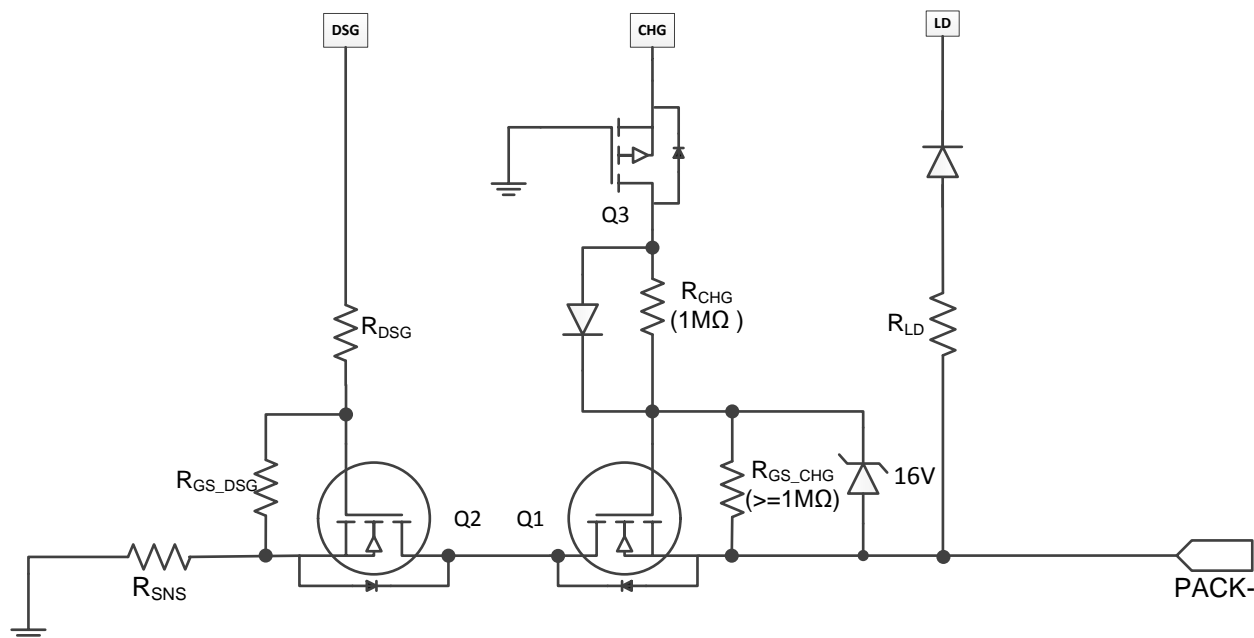 DSG
CHG
LD
Q3
RCHG
(1MΩ )
RDSG
RLD
RGS_DSG
RGS_CHG
(>=1MΩ)
16V
Q2
Q1
RSNS
PACK-